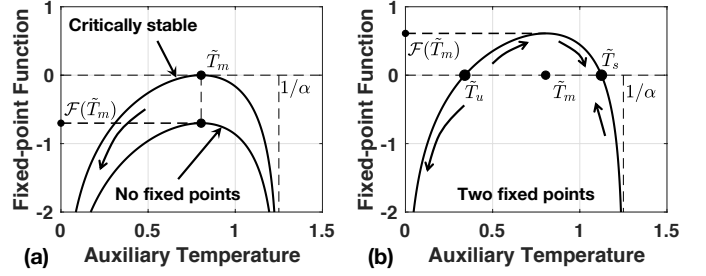 Critically stable
T̃m
1/α
F(T̃m)
No fixed points
Fixed-point Function
1
0
-1
-2
0
0.5
1
1.5
(a)
Auxiliary Temperature
F(T̃m)
T̃s
T̃u
T̃m
1/α
Two fixed points
Fixed-point Function
1
0
-1
-2
0
0.5
1
1.5
(b)
Auxiliary Temperature